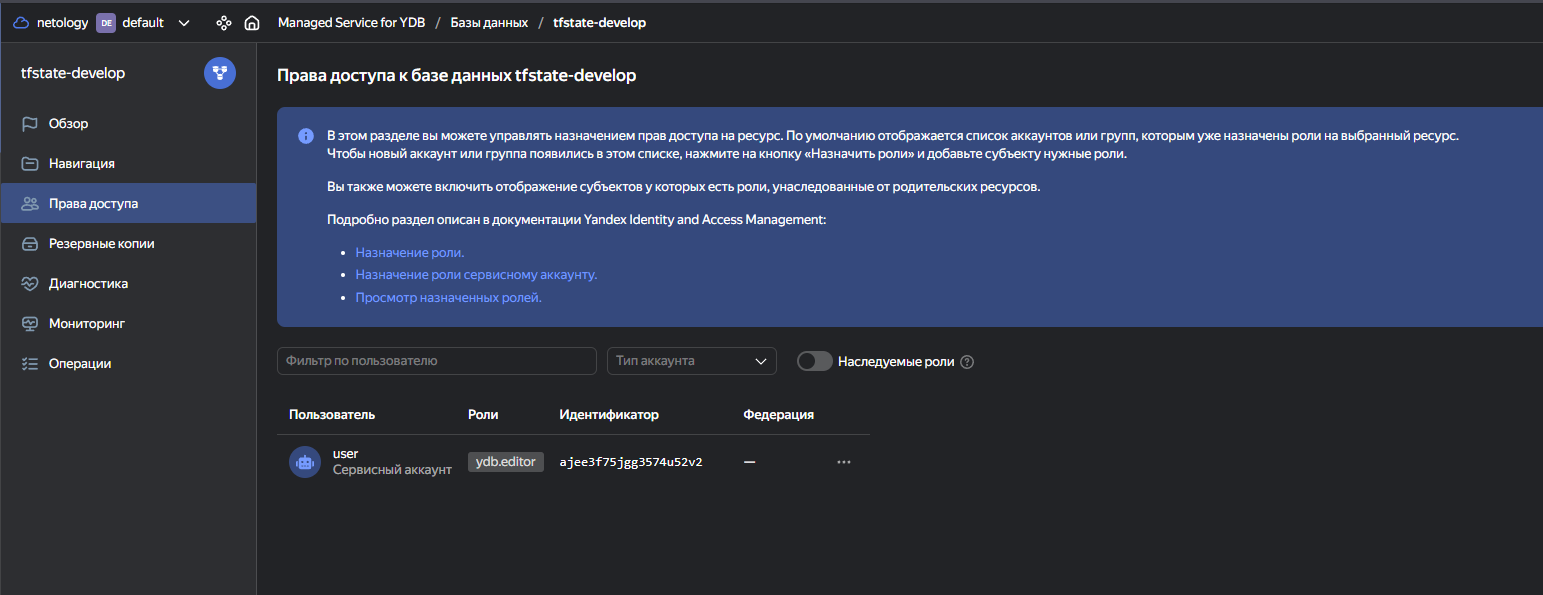 netology DE default Managed Service for YDB / Базы данных / tfstate-develop
tfstate-develop
Обзор
Навигация
Права доступа
Резервные копии
Диагностика
Мониторинг
Операции
Права доступа к базе данных tfstate-develop
В этом разделе вы можете управлять назначением прав доступа на ресурс. По умолчанию отображается список аккаунтов или групп, которым уже назначены роли на выбранный ресурс.
Чтобы новый аккаунт или группа появились в этом списке, нажмите на кнопку «Назначить роли» и добавьте субъекту нужные роли.
Вы также можете включить отображение субъектов у которых есть роли, унаследованные от родительских ресурсов.
Подробно раздел описан в документации Yandex Identity and Access Management:
• Назначение роли.
• Назначение роли сервисному аккаунту.
• Просмотр назначенных ролей.
Фильтр по пользователю Тип аккаунта Наследуемые роли
Пользователь Роли Идентификатор Федерация
user
Сервисный аккаунт ydb.editor ajee3f75jgg3574u52v2 —